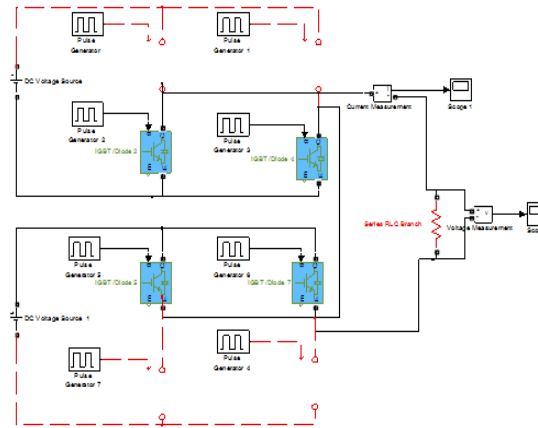 Pulse
Generator
Pulse
Generator 1
DC Voltage Source
Current Measurement
Scope 1
Pulse
Generator 2
IGBT /Diode 2
Pulse
Generator 3
IGBT /Diode 4
Series RLC Branch
Voltage Measurement
Pulse
Generator 5
IGBT /Diode 5
Pulse
Generator 6
IGBT /Diode 7
DC Voltage Source 1
Pulse
Generator 7
Pulse
Generator 4